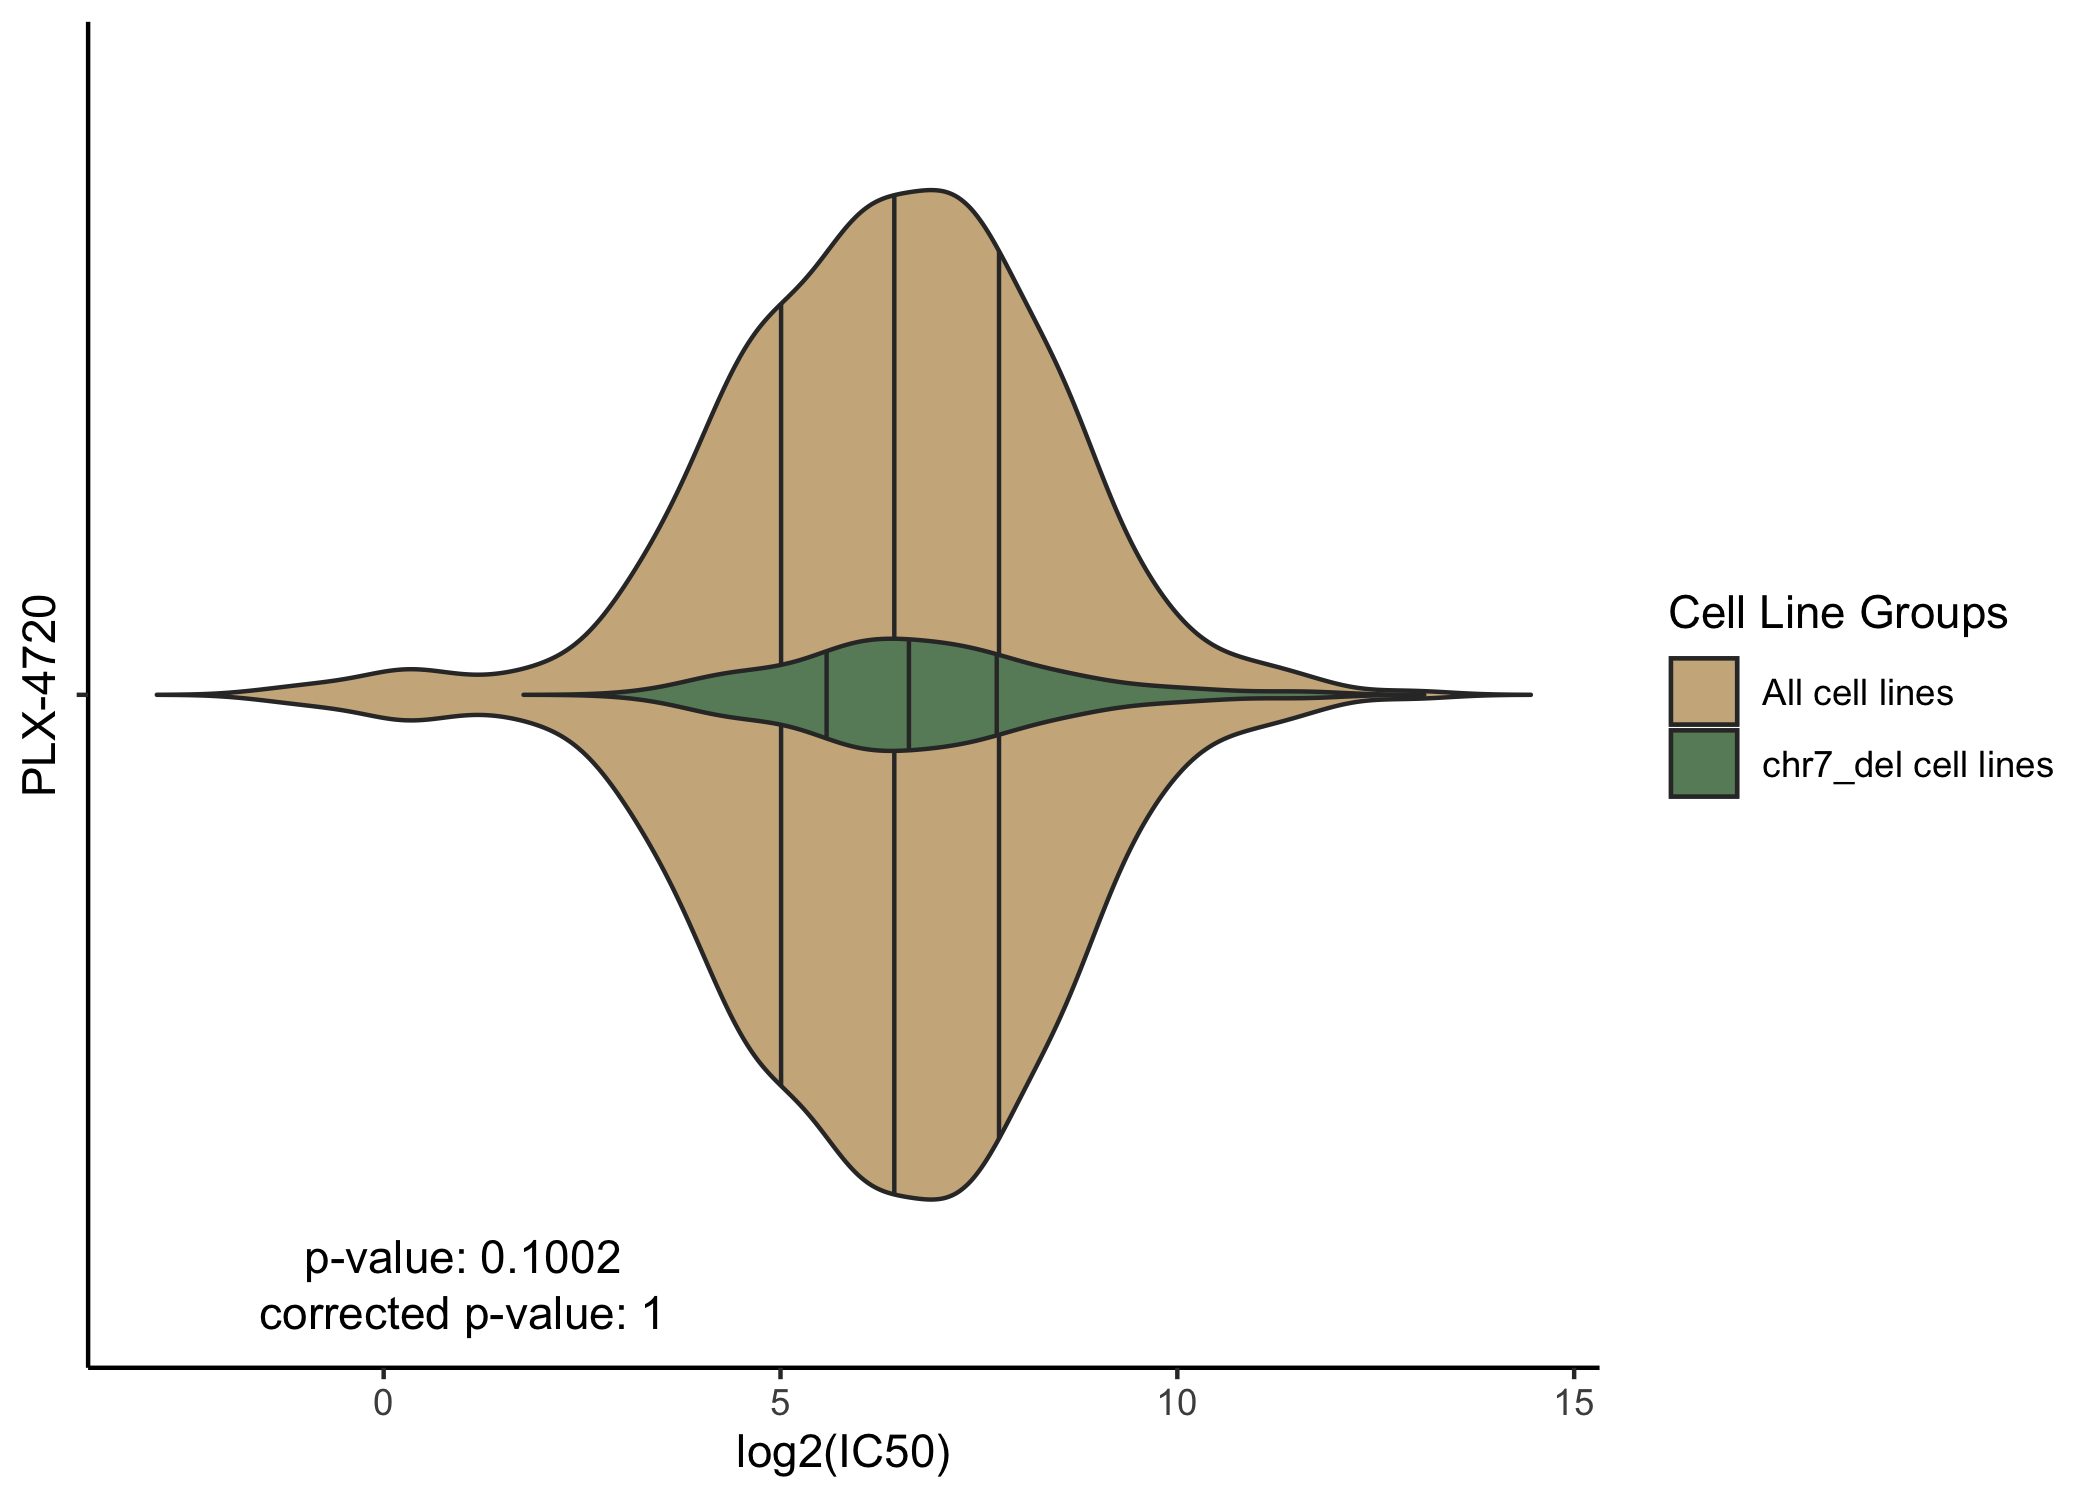 PLX-4720
p-value: 0.1002
corrected p-value: 1
0
5
10
15
log2(IC50)
Cell Line Groups
All cell lines
chr7_del cell lines